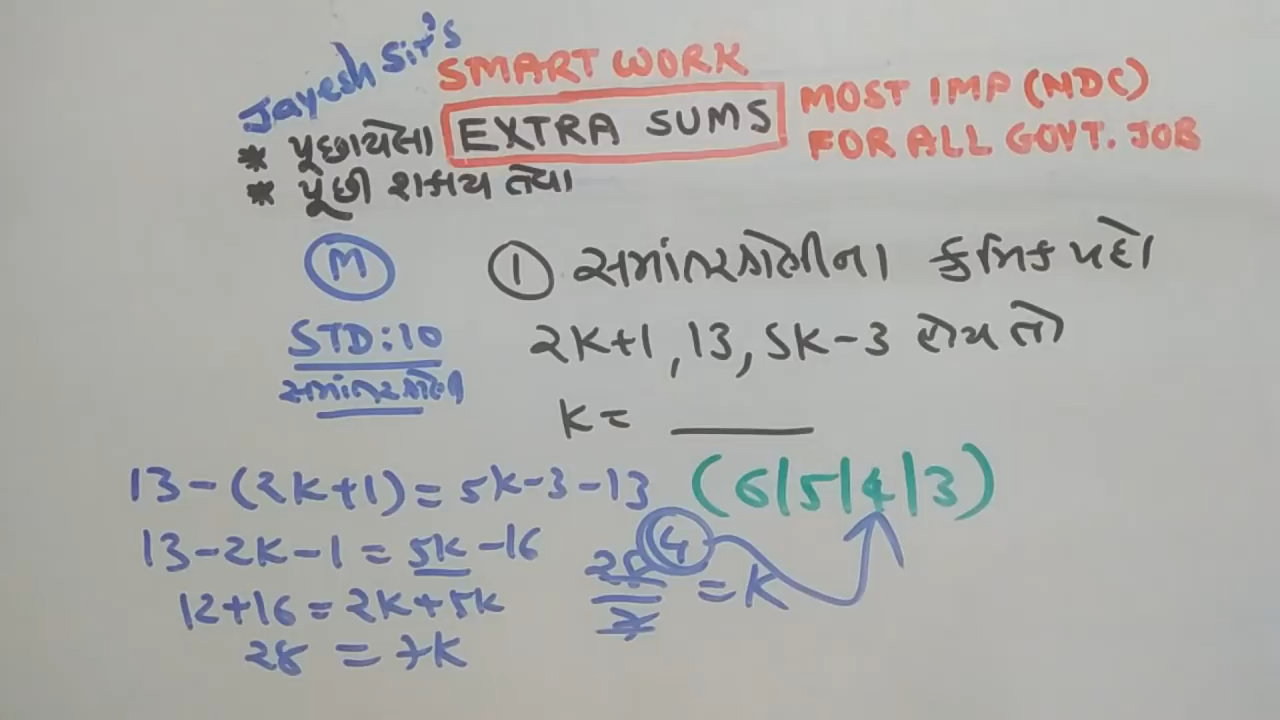 Jayesh Sir's
SMART WORK
* પૂછાયેલા EXTRA SUMS MOST IMP (NDC)
* પૂછી શકાય તેવા FOR ALL GOVT. JOB
M
STD:10
સમાંતરશ્રેણી
① સમાંતરશ્રેણીના ક્રમિક પદો
2K+1, 13, 5K-3 હોય તો
K = ______
(6|5|4|3)
13-(2K+1) = 5K-3-13
13-2K-1 = 5K-16
12+16 = 2K+5K
28 = 7K
28/7 = K
4